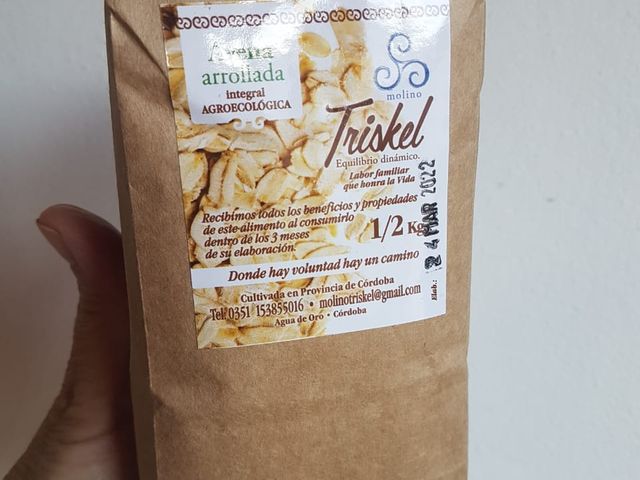 Avena
arrollada
integral
AGROECOLÓGICA
molino
Triskel
Equilibrio dinámico.
Labor familiar
que honra la Vida
Recibimos todos los beneficios y propiedades
de este alimento al consumirlo
dentro de los 3 meses
de su elaboración.
1/2 Kg
Donde hay voluntad hay un camino
Cultivada en Provincia de Córdoba
Tel: 0351 153855016 • molinotriskel@gmail.com
Agua de Oro • Córdoba
Elab.: 24 MAR 2022